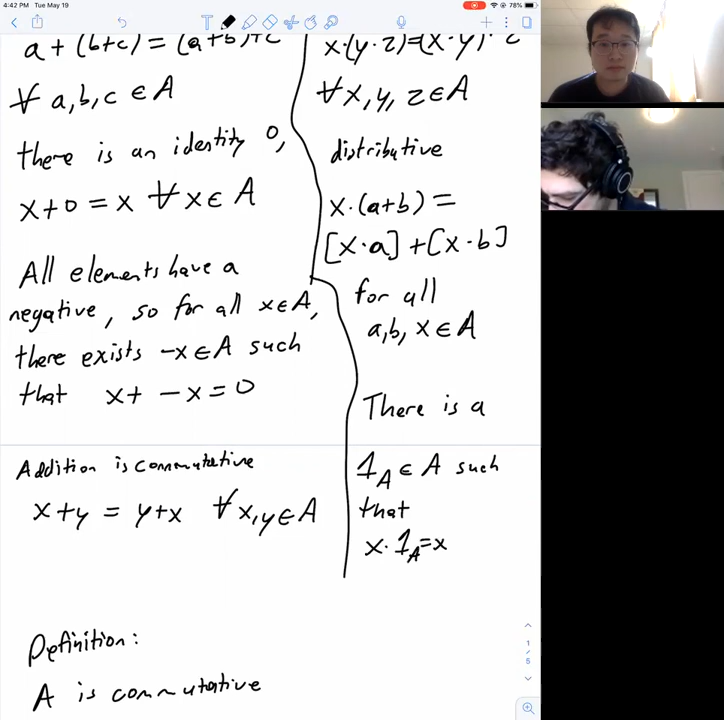 4:42 PM Tue May 19
78%
a + (b+c) = (a+b)+c
∀ a,b,c ∈ A
there is an identity 0,
x+0 = x ∀ x ∈ A
All elements have a
negative, so for all x∈A,
there exists -x∈A such
that x+ -x = 0
Addition is commutative
x+y = y+x ∀ x,y∈A
x·(y·z)=(x·y)·z
∀ x,y, z∈A
distributive
x·(a+b) =
[x·a] + [x·b]
for all
a,b, x∈A
There is a
1_A ∈ A such
that
x·1_A=x
Definition:
A is commutative
1
/
5